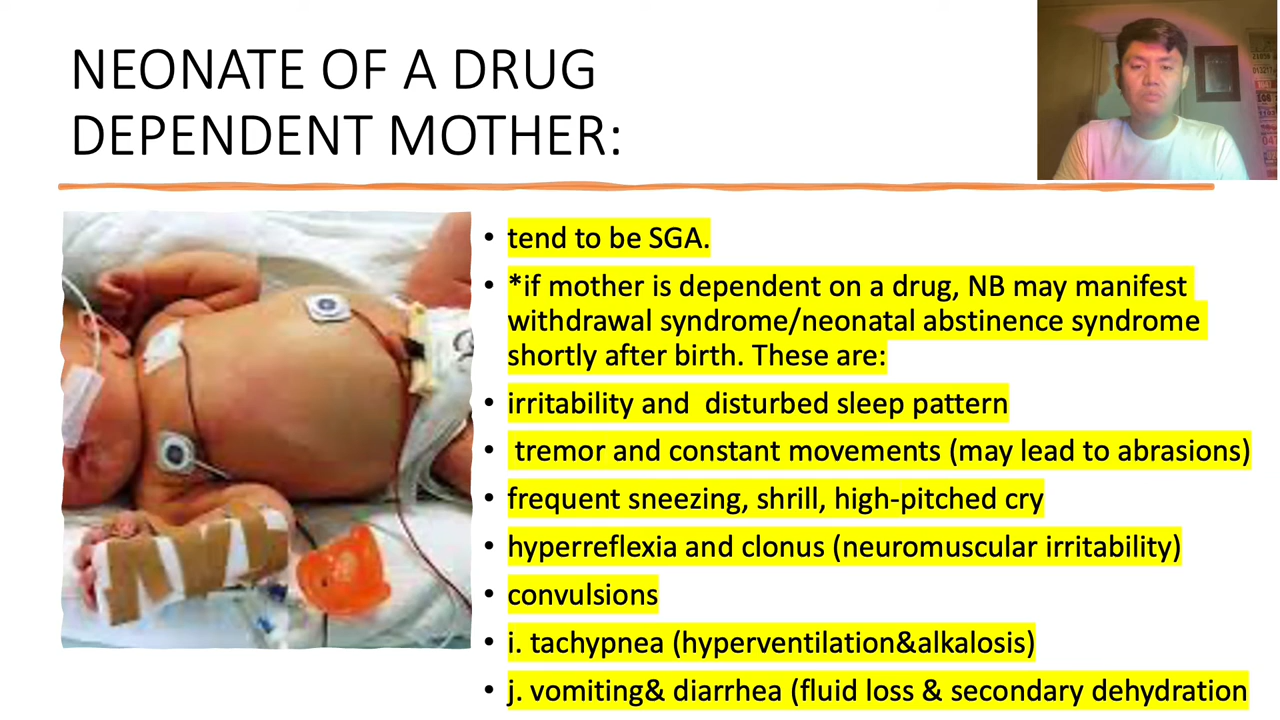 NEONATE OF A DRUG
DEPENDENT MOTHER:
• tend to be SGA.
• *if mother is dependent on a drug, NB may manifest
withdrawal syndrome/neonatal abstinence syndrome
shortly after birth. These are:
• irritability and  disturbed sleep pattern
•  tremor and constant movements (may lead to abrasions)
• frequent sneezing, shrill, high-pitched cry
• hyperreflexia and clonus (neuromuscular irritability)
• convulsions
• i. tachypnea (hyperventilation&alkalosis)
• j. vomiting& diarrhea (fluid loss & secondary dehydration